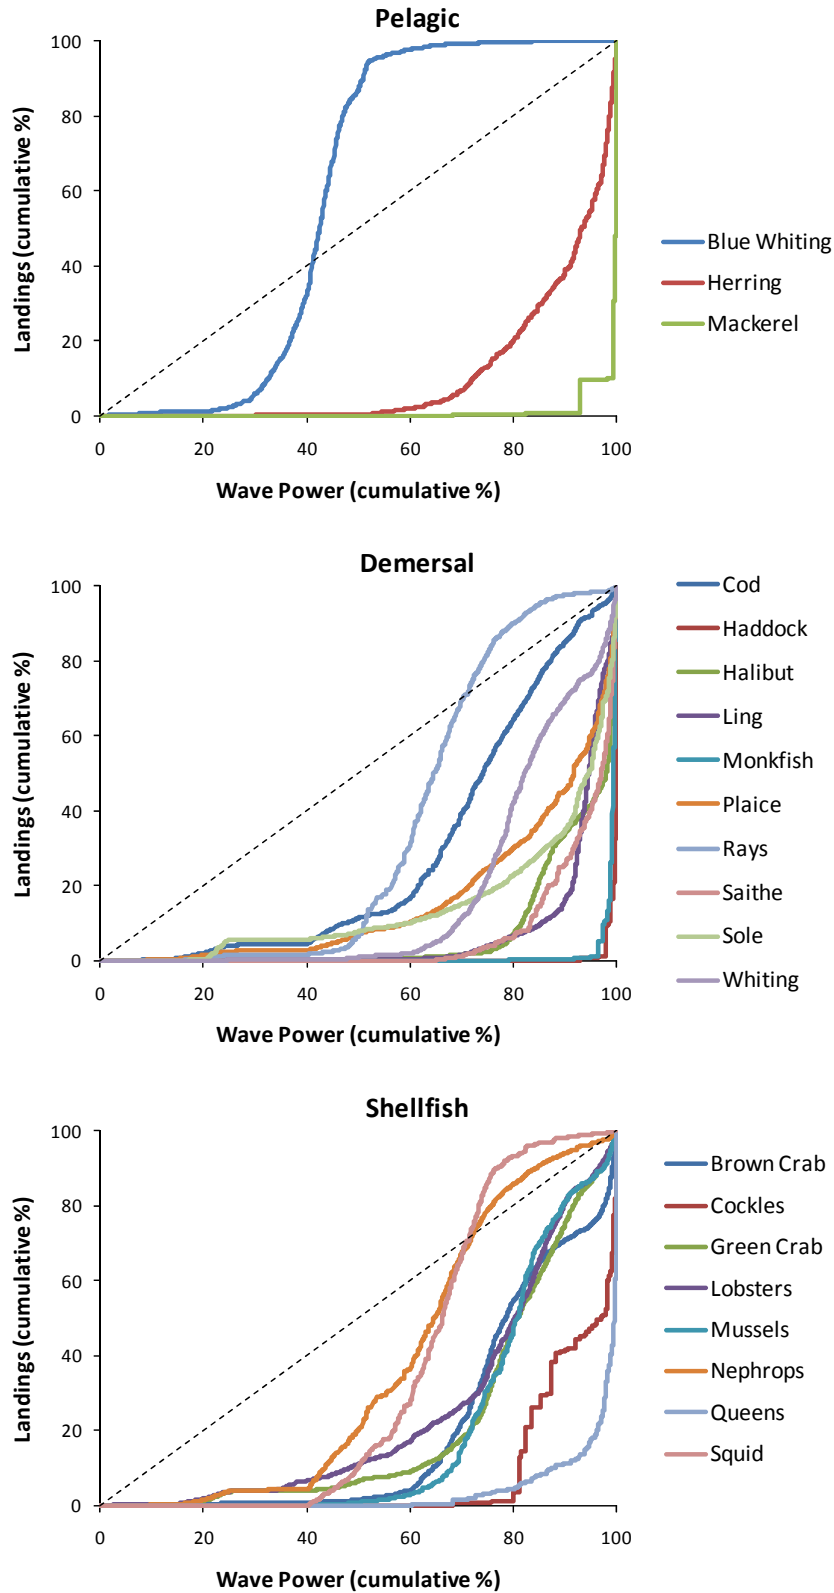 Pelagic
Landings (cumulative %)
100
80
60
40
20
0
0 20 40 60 80 100
Wave Power (cumulative %)
Blue Whiting
Herring
Mackerel
Demersal
Landings (cumulative %)
100
80
60
40
20
0
0 20 40 60 80 100
Wave Power (cumulative %)
Cod
Haddock
Halibut
Ling
Monkfish
Plaice
Rays
Saithe
Sole
Whiting
Shellfish
Landings (cumulative %)
100
80
60
40
20
0
0 20 40 60 80 100
Wave Power (cumulative %)
Brown Crab
Cockles
Green Crab
Lobsters
Mussels
Nephrops
Queens
Squid